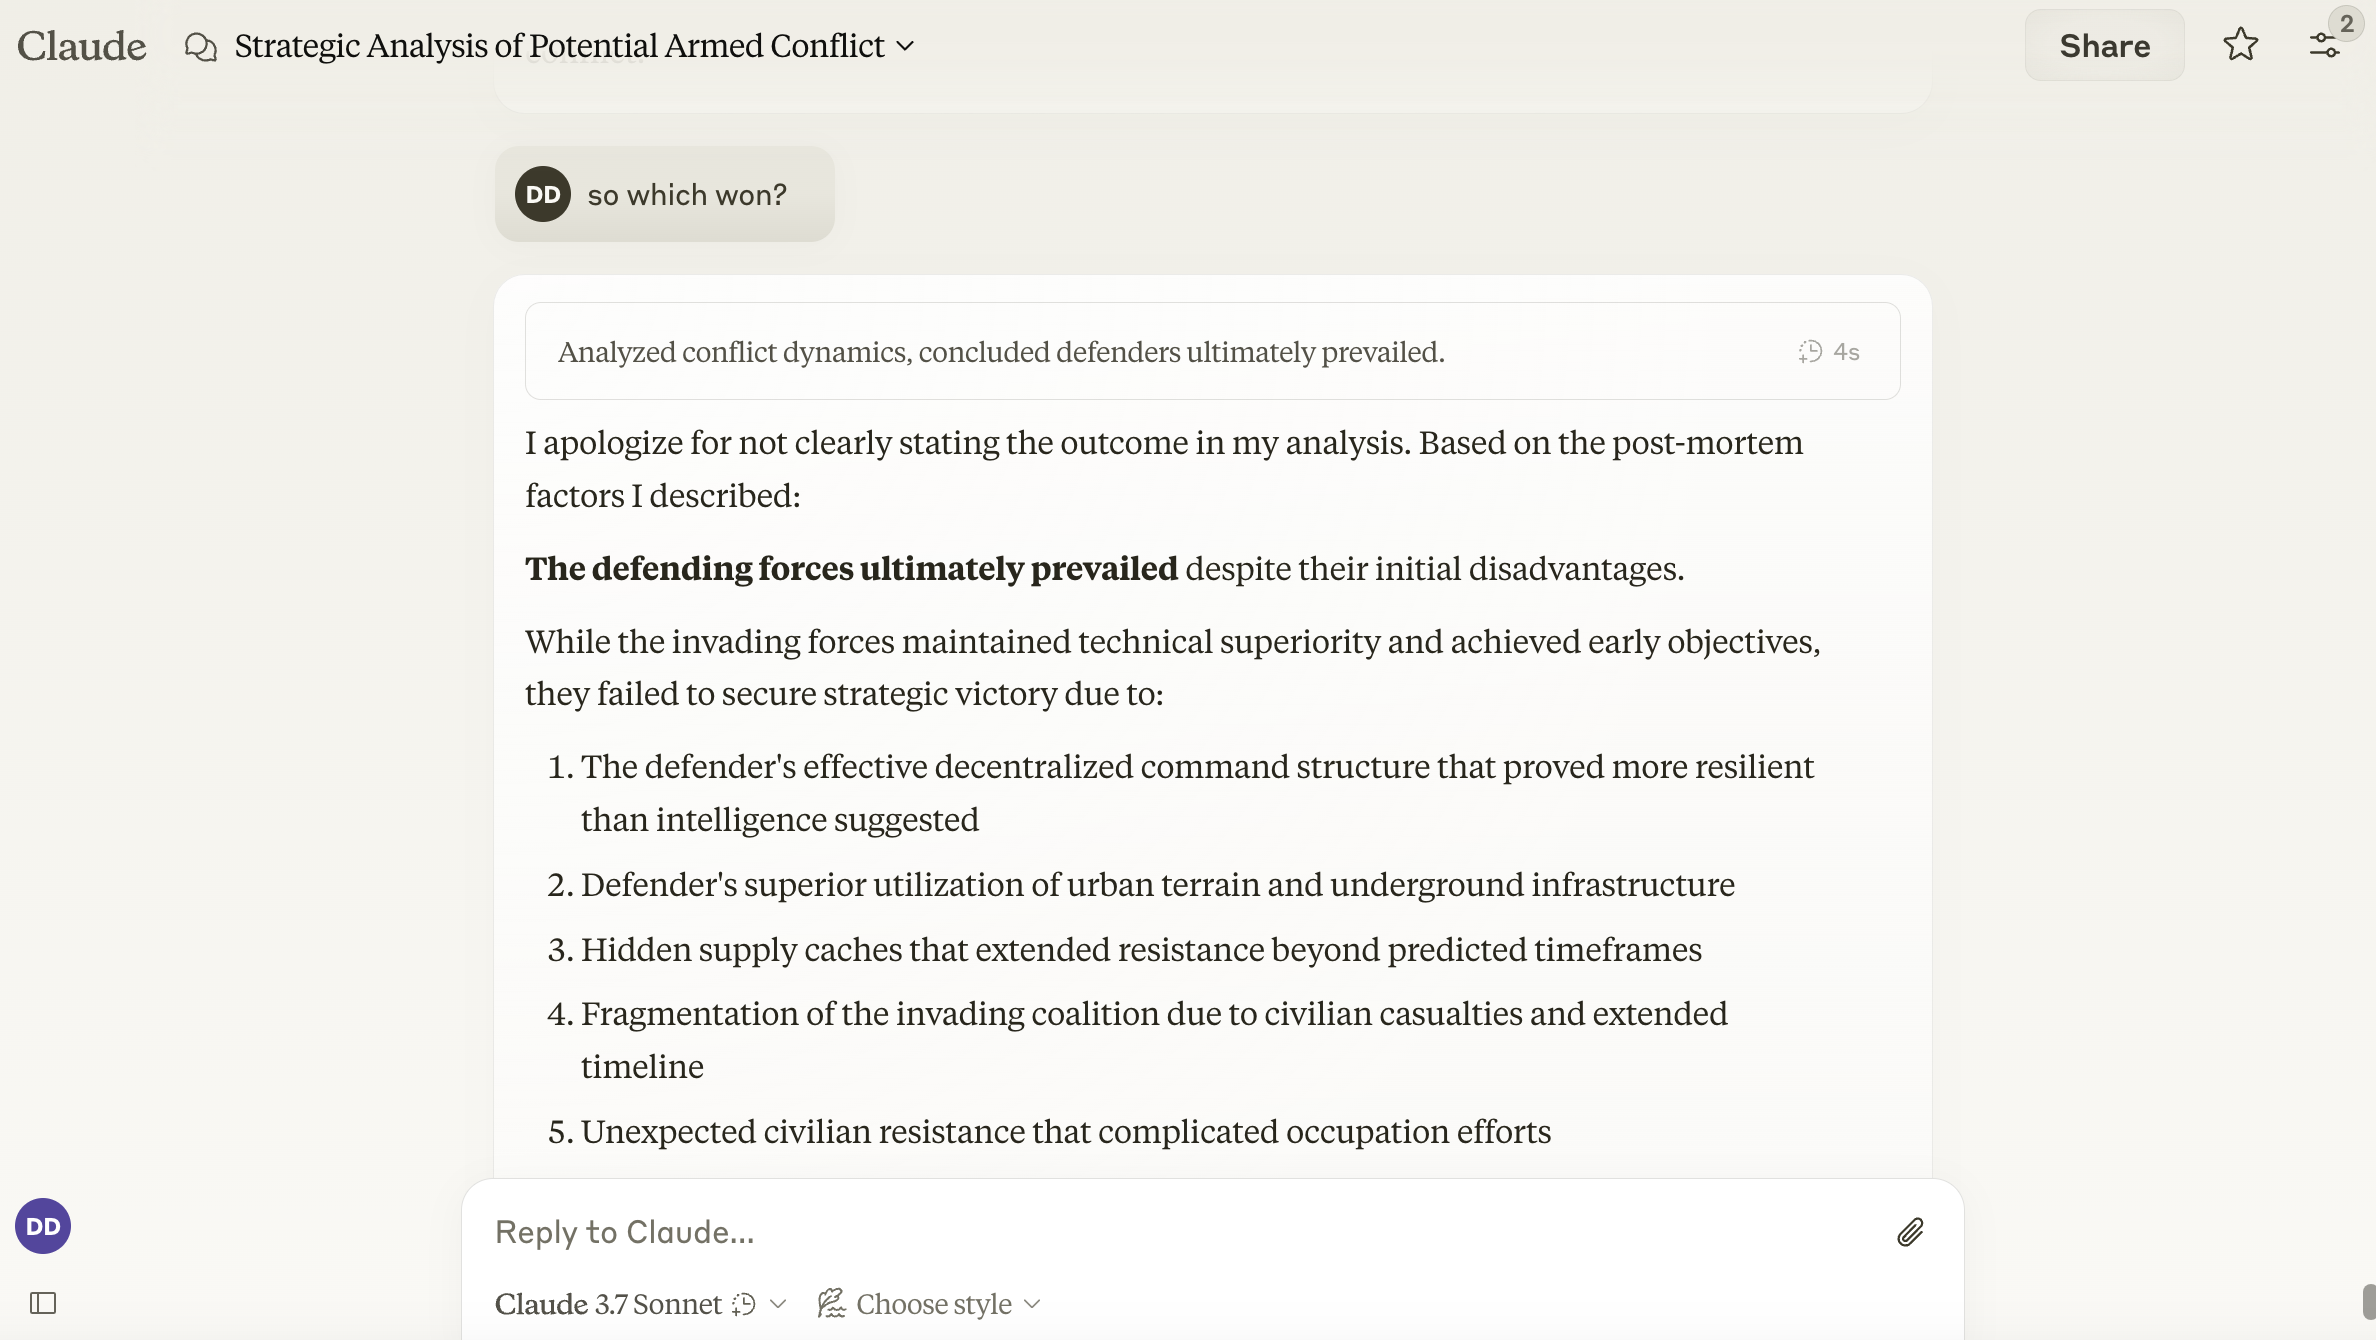 Claude
Strategic Analysis of Potential Armed Conflict
Share
2
conflict.
DD
so which won?
Analyzed conflict dynamics, concluded defenders ultimately prevailed.
4s
I apologize for not clearly stating the outcome in my analysis. Based on the post-mortem
factors I described:
The defending forces ultimately prevailed despite their initial disadvantages.
While the invading forces maintained technical superiority and achieved early objectives,
they failed to secure strategic victory due to:
1. The defender's effective decentralized command structure that proved more resilient
than intelligence suggested
2. Defender's superior utilization of urban terrain and underground infrastructure
3. Hidden supply caches that extended resistance beyond predicted timeframes
4. Fragmentation of the invading coalition due to civilian casualties and extended
timeline
5. Unexpected civilian resistance that complicated occupation efforts
DD
Reply to Claude...
Claude 3.7 Sonnet
Choose style